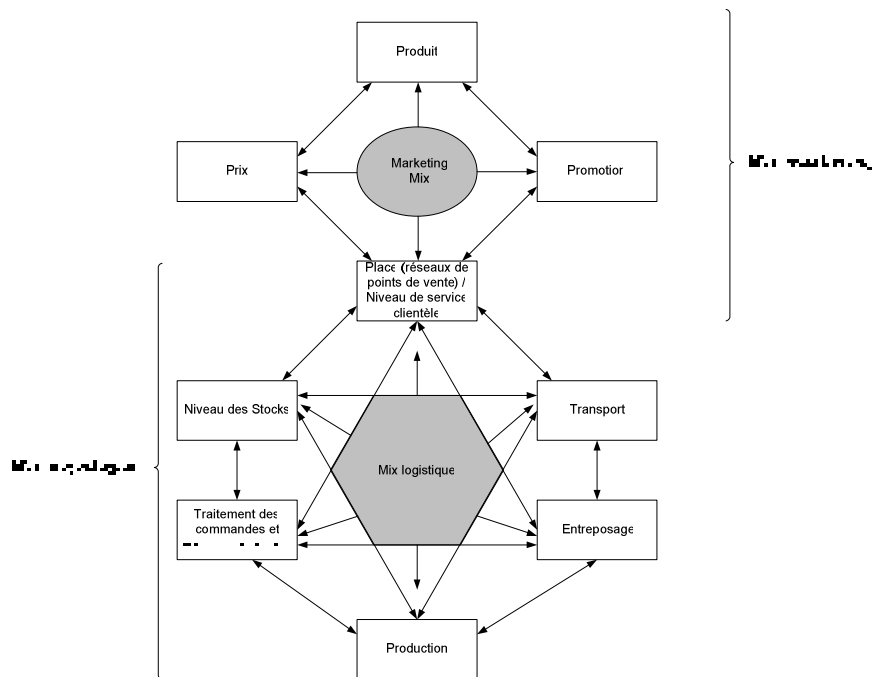 Produit
Prix
Marketing
Mix
Promotion
Place (réseaux de
points de vente) /
Niveau de service
clientèle
Niveau des Stocks
Transport
Mix logistique
Traitement des
commandes et
Entreposage
Production